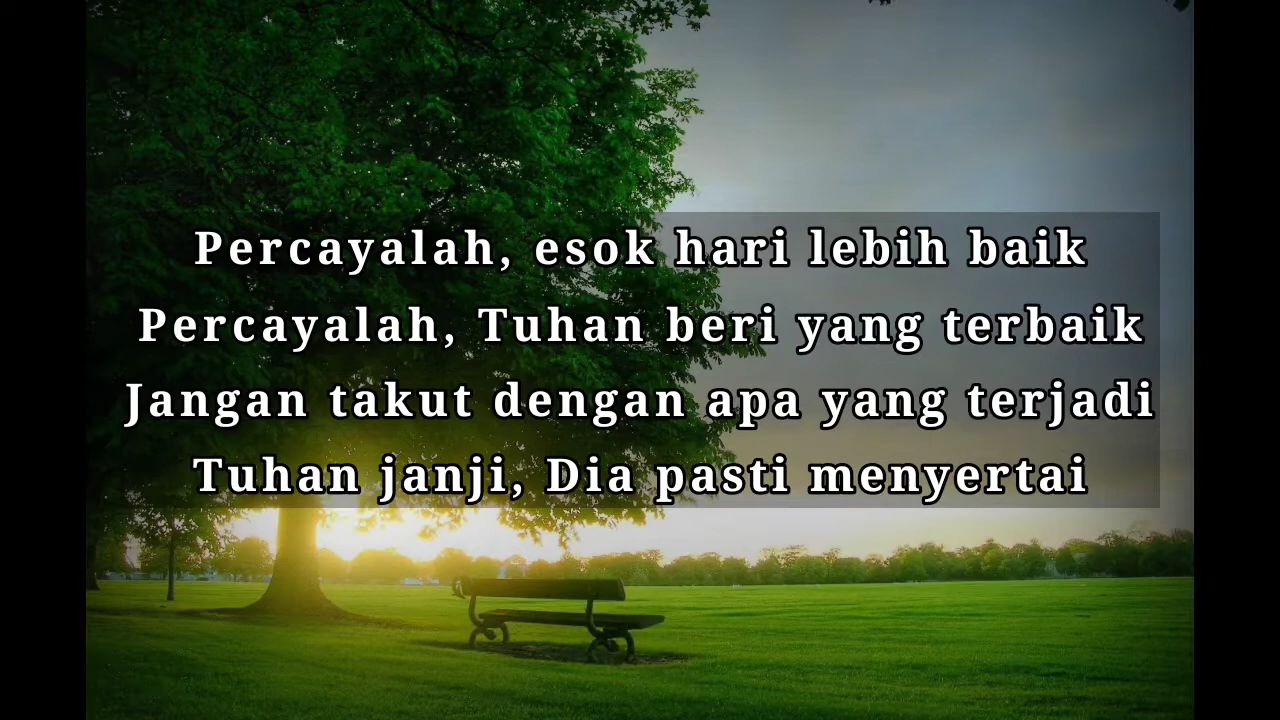 Percayalah, esok hari lebih baik
Percayalah, Tuhan beri yang terbaik
Jangan takut dengan apa yang terjadi
Tuhan janji, Dia pasti menyertai